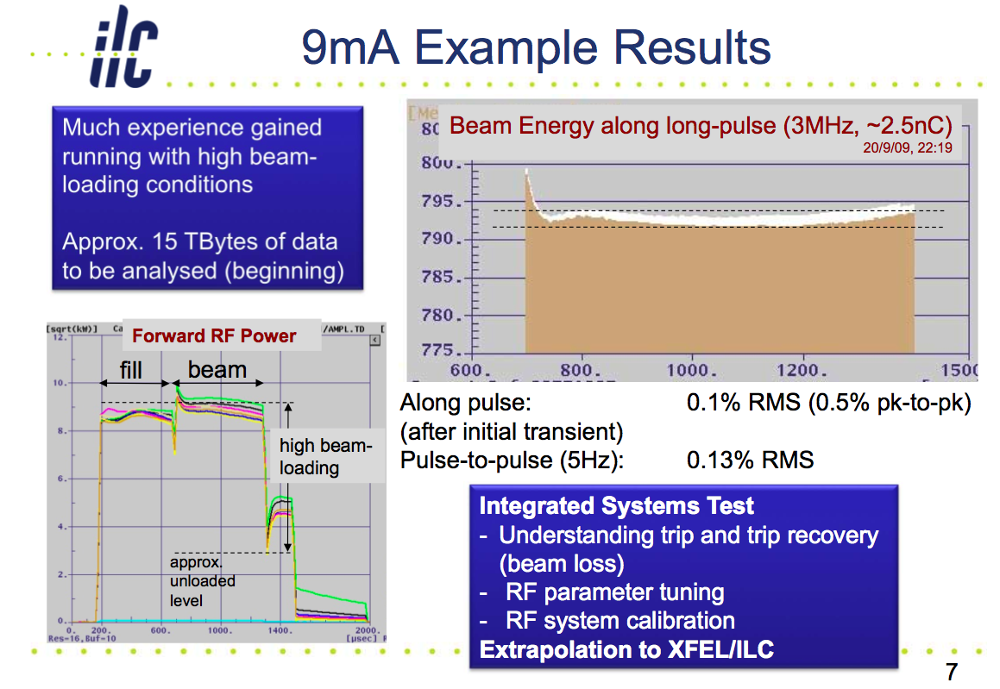 ilc
iic
9mA Example Results
Much experience gained
running with high beam-
loading conditions
Approx. 15 TBytes of data
to be analysed (beginning)
[Me
Beam Energy along long-pulse (3MHz, ~2.5nC)
20/9/09, 22:19
80
800.
795.
790.
785.
780.
775.
600. 800. 1000. 1200. 1500
Along pulse: 0.1% RMS (0.5% pk-to-pk)
(after initial transient)
Pulse-to-pulse (5Hz): 0.13% RMS
[sqrt(kW)] Ca /AMPL.TD [
Forward RF Power
<
12.
fill beam
10.
8.
high beam-
loading
6.
4.
approx.
unloaded
level
2.
0.
0. 200. 600. 1000. 1400. 2000.
Res=16,Buf=10 [μsec]
Integrated Systems Test
- Understanding trip and trip recovery
(beam loss)
- RF parameter tuning
- RF system calibration
Extrapolation to XFEL/ILC
7